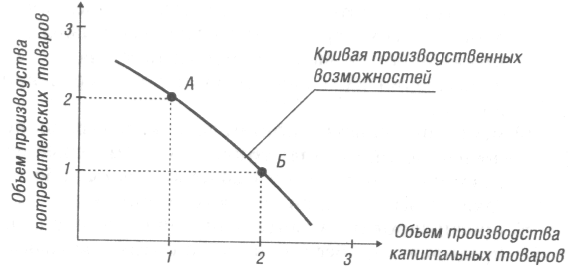 Объем производства
потребительских товаров
3
2
1
А
Б
Кривая производственных
возможностей
1
2
3
Объем производства
капитальных товаров